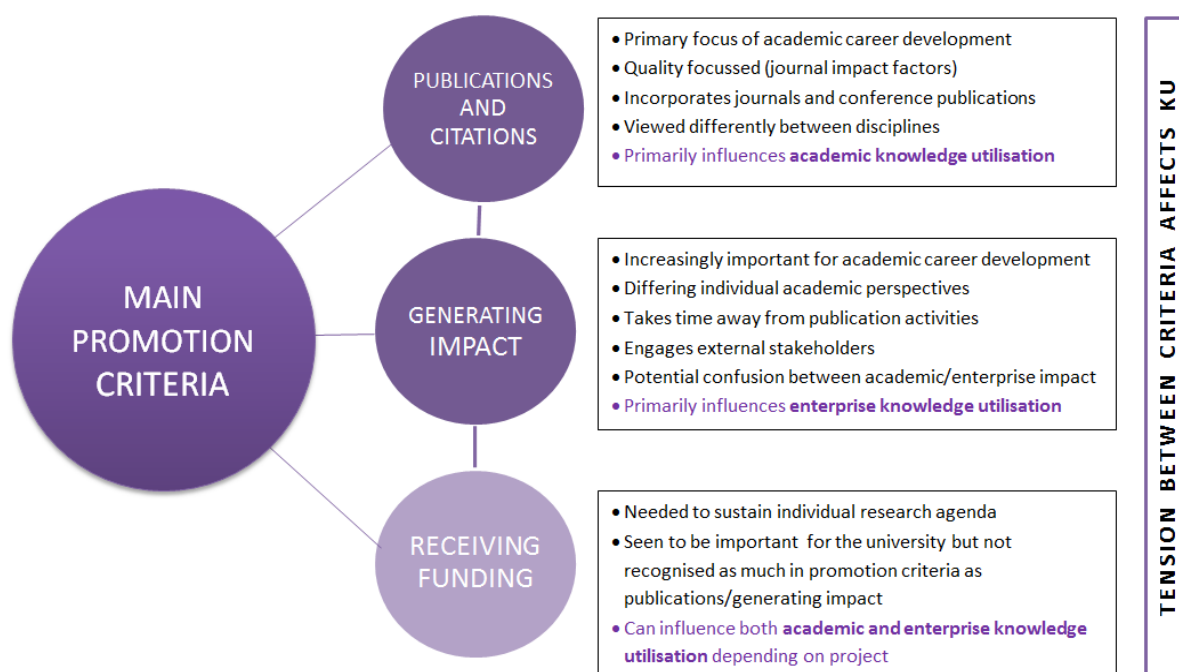 MAIN
PROMOTION
CRITERIA
PUBLICATIONS
AND
CITATIONS
• Primary focus of academic career development
• Quality focussed (journal impact factors)
• Incorporates journals and conference publications
• Viewed differently between disciplines
• Primarily influences academic knowledge utilisation
GENERATING
IMPACT
• Increasingly important for academic career development
• Differing individual academic perspectives
• Takes time away from publication activities
• Engages external stakeholders
• Potential confusion between academic/enterprise impact
• Primarily influences enterprise knowledge utilisation
RECEIVING
FUNDING
• Needed to sustain individual research agenda
• Seen to be important for the university but not
recognised as much in promotion criteria as
publications/generating impact
• Can influence both academic and enterprise knowledge
utilisation depending on project
TENSION BETWEEN CRITERIA AFFECTS KU